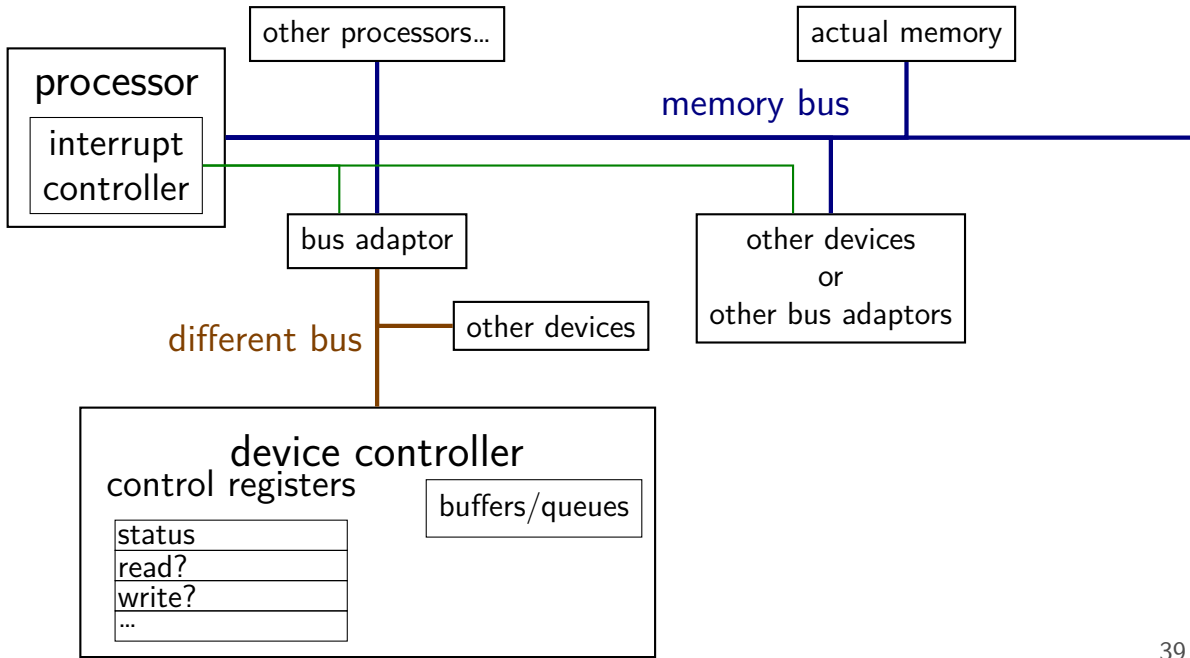 other processors…
actual memory
processor
memory bus
interrupt
controller
bus adaptor
other devices
or
other bus adaptors
different bus
other devices
device controller
control registers
buffers/queues
status
read?
write?
…
39